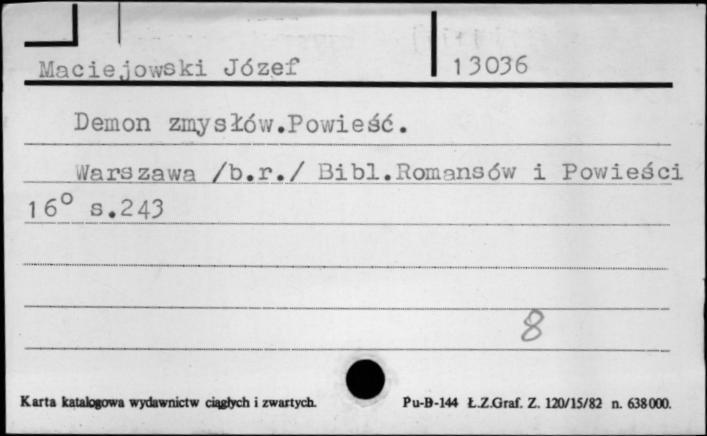 Maciejowski Józef 13036
Demon zmysłów.Powieść.
Warszawa /b.r./ Bibl.Romansów i Powieści
16° s.243
8
Karta katalogowa wydawnictw ciągłych i zwartych. Pu-B-144 Ł.Z.Graf. Z. 120/15/82 n. 638000.